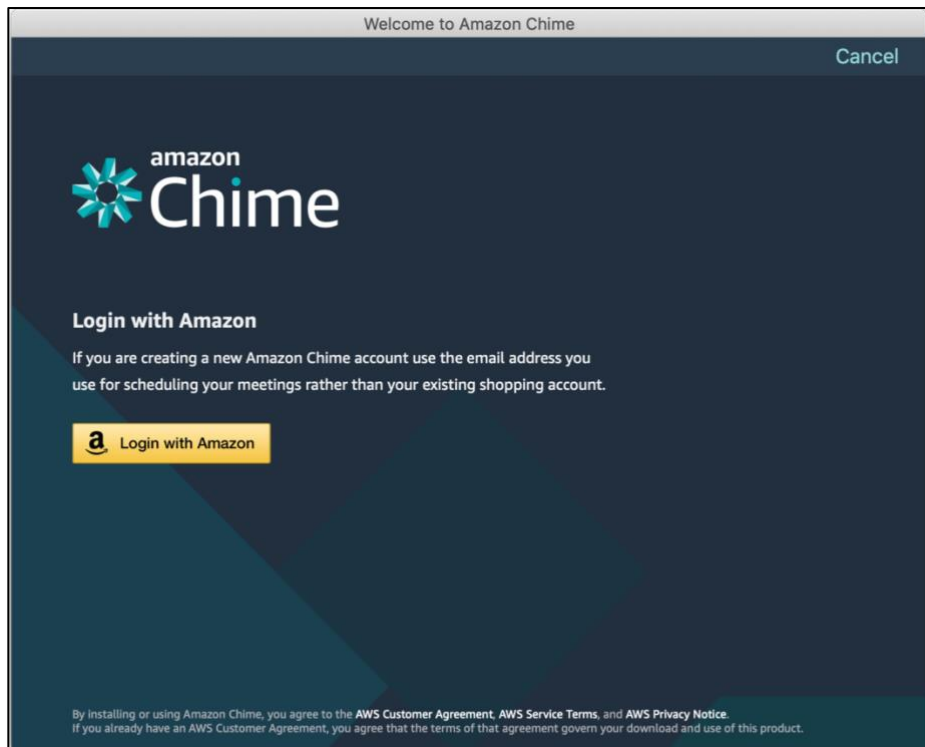 Welcome to Amazon Chime
Cancel
amazon
Chime
Login with Amazon
If you are creating a new Amazon Chime account use the email address you
use for scheduling your meetings rather than your existing shopping account.
a Login with Amazon
By installing or using Amazon Chime, you agree to the AWS Customer Agreement, AWS Service Terms, and AWS Privacy Notice.
If you already have an AWS Customer Agreement, you agree that the terms of that agreement govern your download and use of this product.